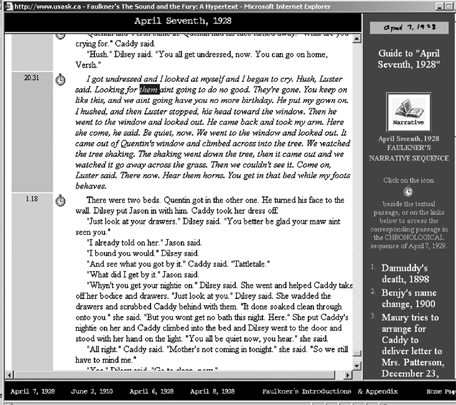 http://www.usask.ca - Faulkner's The Sound and the Fury: A Hypertext - Microsoft Internet Explorer
April Seventh, 1928
crying for." Caddy said.
"Hush." Dilsey said. "You all get undressed, now. You can go on home,
Versh."
20.31
I got undressed and I looked at myself and I began to cry. Hush, Luster
said. Looking for them aint going to do no good. They're gone. You keep on
like this, and we aint going have you no more birthday. He put my gown on.
I hushed, and then Luster stopped, his head toward the window. Then he
went to the window and looked out. He came back and took my arm. Here
she come, he said. Be quiet, now. We went to the window and looked out. It
came out of Quentin's window and climbed across into the tree. We watched
the tree shaking. The shaking went down the tree, then it came out and we
watched it go away across the grass. Then we couldn't see it. Come on,
Luster said. There now. Hear them horns. You get in that bed while my foots
behaves.
1.18
There were two beds. Quentin got in the other one. He turned his face to the
wall. Dilsey put Jason in with him. Caddy took her dress off.
"Just look at your drawers." Dilsey said. "You better be glad your maw aint
seen you."
"I already told on her." Jason said.
"I bound you would." Dilsey said.
"And see what you got by it." Caddy said. "Tattletale."
"What did I get by it." Jason said.
"Whyn't you get your nightie on." Dilsey said. She went and helped Caddy take
off her bodice and drawers. "Just look at you." Dilsey said. She wadded the
drawers and scrubbed Caddy behind with them. "It done soaked clean through
onto you." she said. "But you wont get no bath this night. Here." She put Caddy's
nightie on her and Caddy climbed into the bed and Dilsey went to the door and
stood with her hand on the light. "You all be quiet now, you hear." she said.
"All right." Caddy said. "Mother's not coming in tonight." she said. "So we still
have to mind me."
April 7, 1928
Guide to "April
Seventh, 1928"
Narrative
April Seventh, 1928
FAULKNER'S
NARRATIVE SEQUENCE
Click on the icon
beside the textual
passage, or on the links
below to access the
corresponding passage in
the CHRONOLOGICAL
sequence of April 7, 1929.
1. Damuddy's
death, 1898
2. Benjy's name
change, 1900
3. Maury tries to
arrange for
Caddy to
deliver letter to
Mrs. Patterson,
December 23,
April 7, 1928 June 2, 1910 April 6, 1928 April 8, 1928 Faulkner's Introductions & Appendix Home